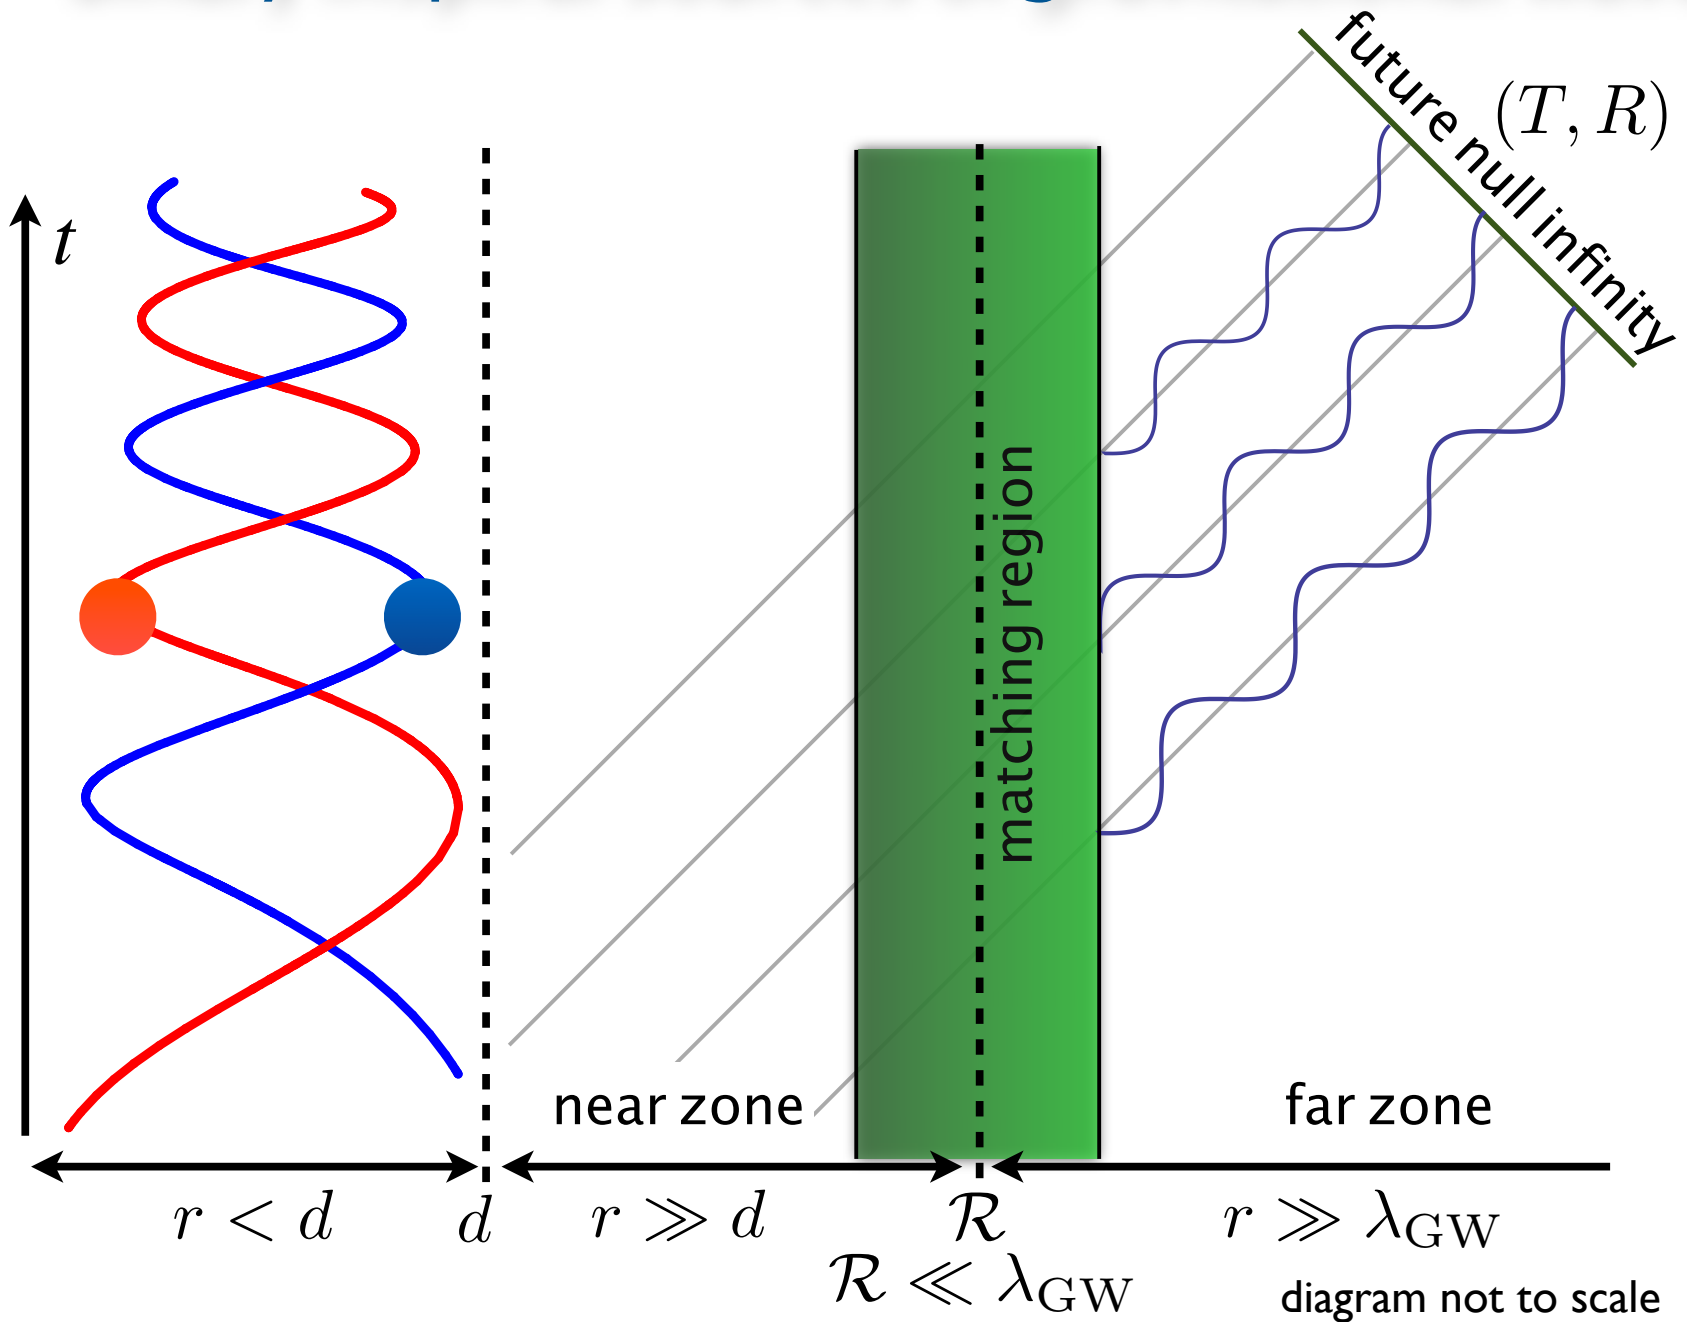 future null infinity
(T, R)
t
matching region
near zone
far zone
r < d
d
r ≫ d
ℛ
r ≫ λ_GW
ℛ ≪ λ_GW
diagram not to scale